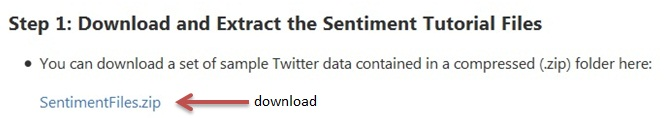 Step 1: Download and Extract the Sentiment Tutorial Files
• You can download a set of sample Twitter data contained in a compressed (.zip) folder here:
SentimentFiles.zip download